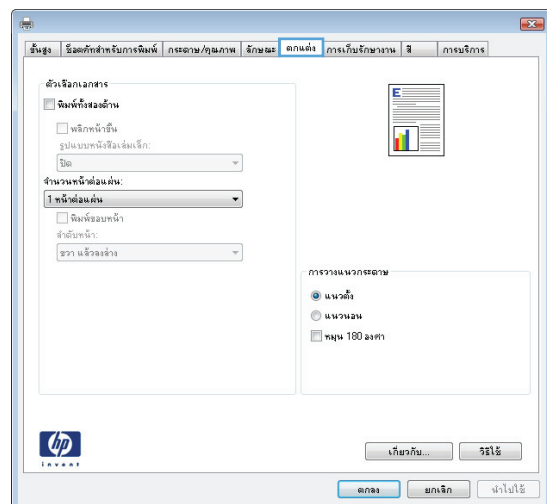 ขั้นสูง ช็อตคัทสำหรับการพิมพ์ กระดาษ/คุณภาพ ลักษณะ ตกแต่ง การเก็บรักษางาน สี การบริการ
ตัวเลือกเอกสาร
พิมพ์ทั้งสองด้าน
พลิกหน้าขึ้น
รูปแบบหนังสือเล่มเล็ก:
ปิด
จำนวนหน้าต่อแผ่น:
1 หน้าต่อแผ่น
พิมพ์ขอบหน้า
ลำดับหน้า:
ขวา แล้วลงล่าง
E
การวางแนวกระดาษ
แนวตั้ง
แนวนอน
หมุน 180 องศา
hp
invent
เกี่ยวกับ... วิธีใช้
ตกลง ยกเลิก นำไปใช้